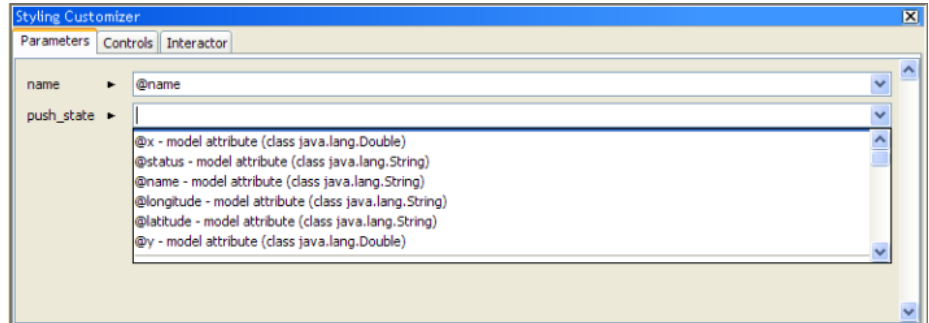 Styling Customizer
Parameters Controls Interactor
name @name
push_state
@x - model attribute (class java.lang.Double)
@status - model attribute (class java.lang.String)
@name - model attribute (class java.lang.String)
@longitude - model attribute (class java.lang.String)
@latitude - model attribute (class java.lang.String)
@y - model attribute (class java.lang.Double)